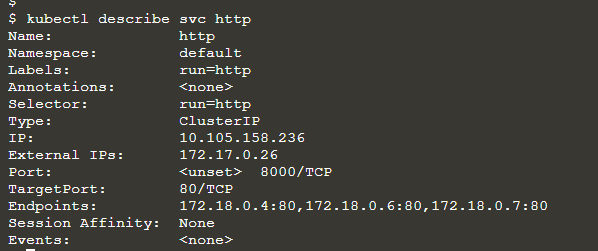 $
$ kubectl describe svc http
Name: http
Namespace: default
Labels: run=http
Annotations: <none>
Selector: run=http
Type: ClusterIP
IP: 10.105.158.236
External IPs: 172.17.0.26
Port: <unset> 8000/TCP
TargetPort: 80/TCP
Endpoints: 172.18.0.4:80,172.18.0.6:80,172.18.0.7:80
Session Affinity: None
Events: <none>